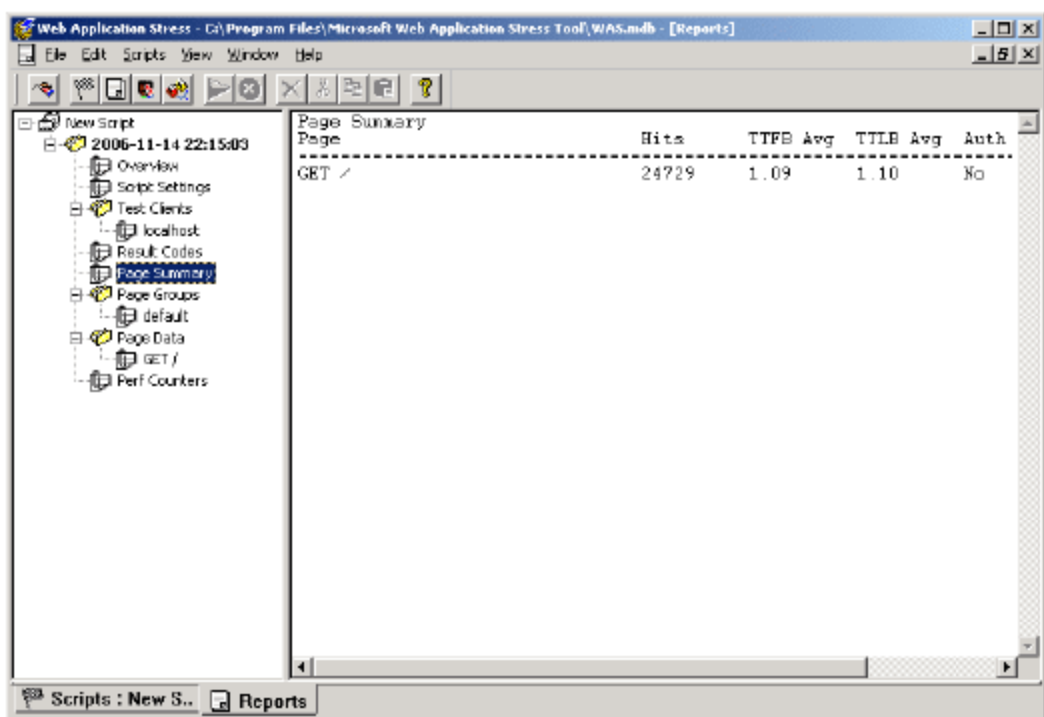 Web Application Stress - C:\Program Files\Microsoft Web Application Stress Tool\WAS.mdb - [Reports]
File Edit Scripts View Window Help
New Script
2006-11-14 22:15:03
Overview
Script Settings
Test Clients
localhost
Result Codes
Page Summary
Page Groups
default
Page Data
GET /
Perf Counters
Page Summary
Page Hits TTFB Avg TTLB Avg Auth
GET / 24729 1.09 1.10 No
Scripts : New S.. Reports